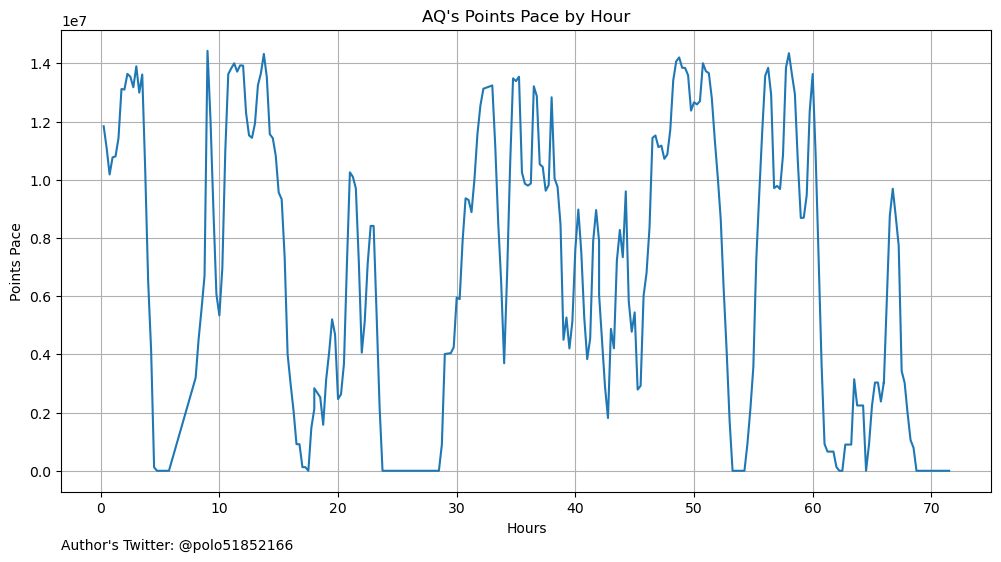 AQ's Points Pace by Hour
1e7
1.4
1.2
1.0
0.8
0.6
0.4
0.2
0.0
Points Pace
0 10 20 30 40 50 60 70
Hours
Author's Twitter: @polo51852166